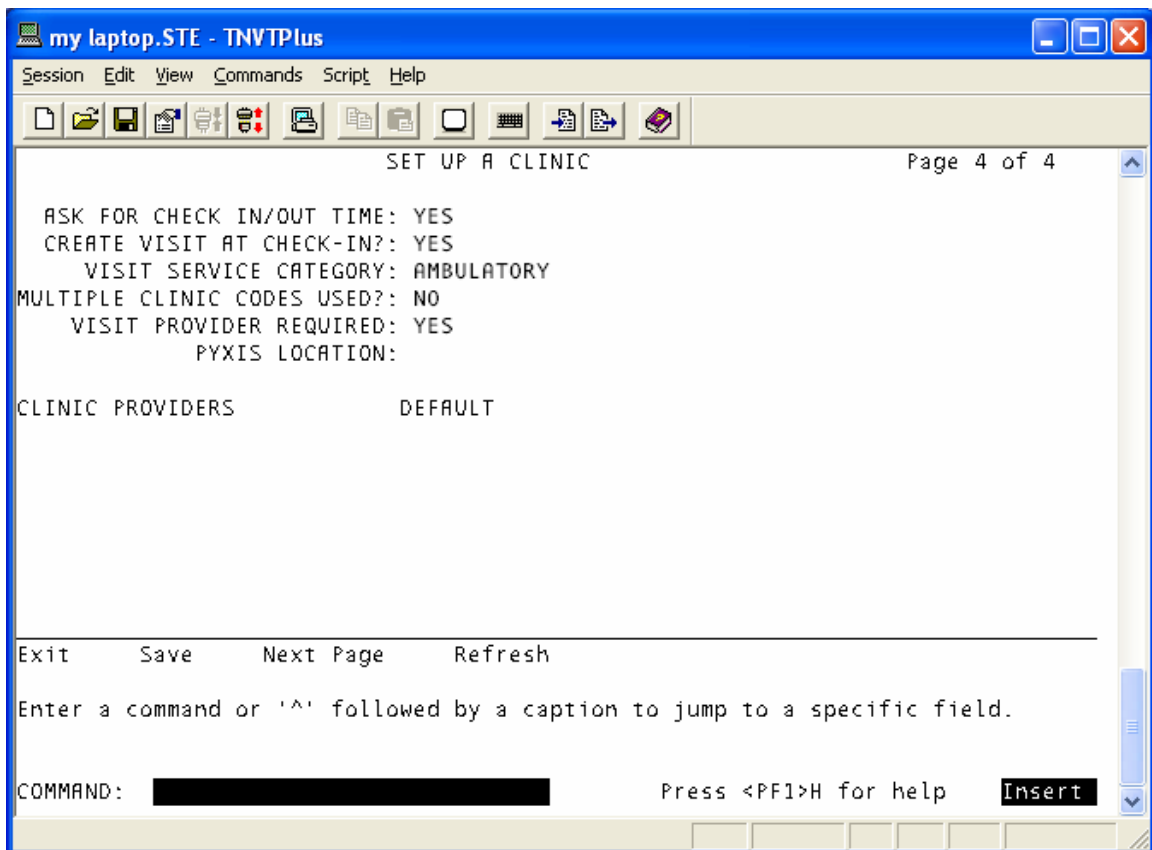 my laptop.STE - TNVTPlus
Session Edit View Commands Script Help
SET UP A CLINIC Page 4 of 4
ASK FOR CHECK IN/OUT TIME: YES
CREATE VISIT AT CHECK-IN?: YES
VISIT SERVICE CATEGORY: AMBULATORY
MULTIPLE CLINIC CODES USED?: NO
VISIT PROVIDER REQUIRED: YES
PYXIS LOCATION:
CLINIC PROVIDERS DEFAULT
Exit Save Next Page Refresh
Enter a command or '^' followed by a caption to jump to a specific field.
COMMAND: Press <PF1>H for help Insert